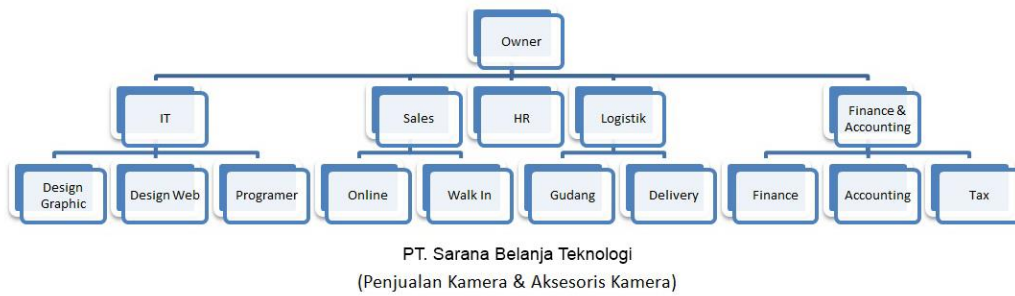 Owner
IT
Sales
HR
Logistik
Finance &
Accounting
Design
Graphic
Design Web
Programer
Online
Walk In
Gudang
Delivery
Finance
Accounting
Tax
PT. Sarana Belanja Teknologi
(Penjualan Kamera & Aksesoris Kamera)